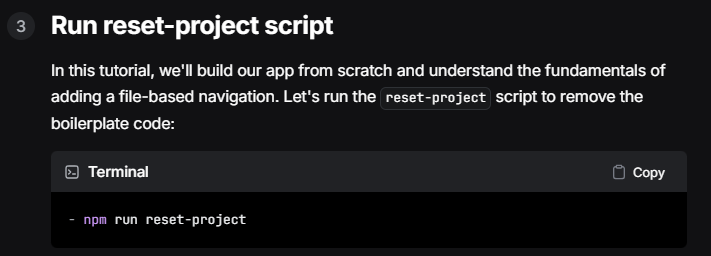 3 Run reset-project script
In this tutorial, we'll build our app from scratch and understand the fundamentals of
adding a file-based navigation. Let's run the reset-project script to remove the
boilerplate code:
Terminal Copy
- npm run reset-project